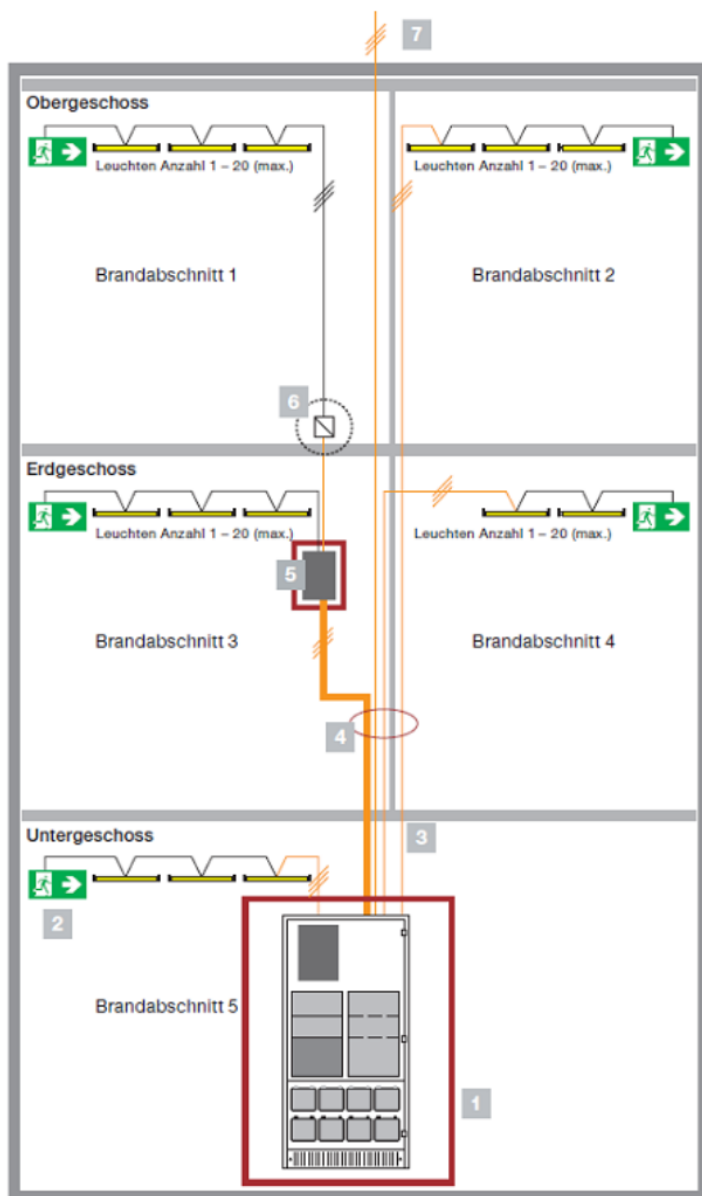 7
Obergeschoss
Leuchten Anzahl 1 – 20 (max.)
Leuchten Anzahl 1 – 20 (max.)
Brandabschnitt 1
Brandabschnitt 2
6
Erdgeschoss
Leuchten Anzahl 1 – 20 (max.)
Leuchten Anzahl 1 – 20 (max.)
5
Brandabschnitt 3
Brandabschnitt 4
4
Untergeschoss
3
2
Brandabschnitt 5
1